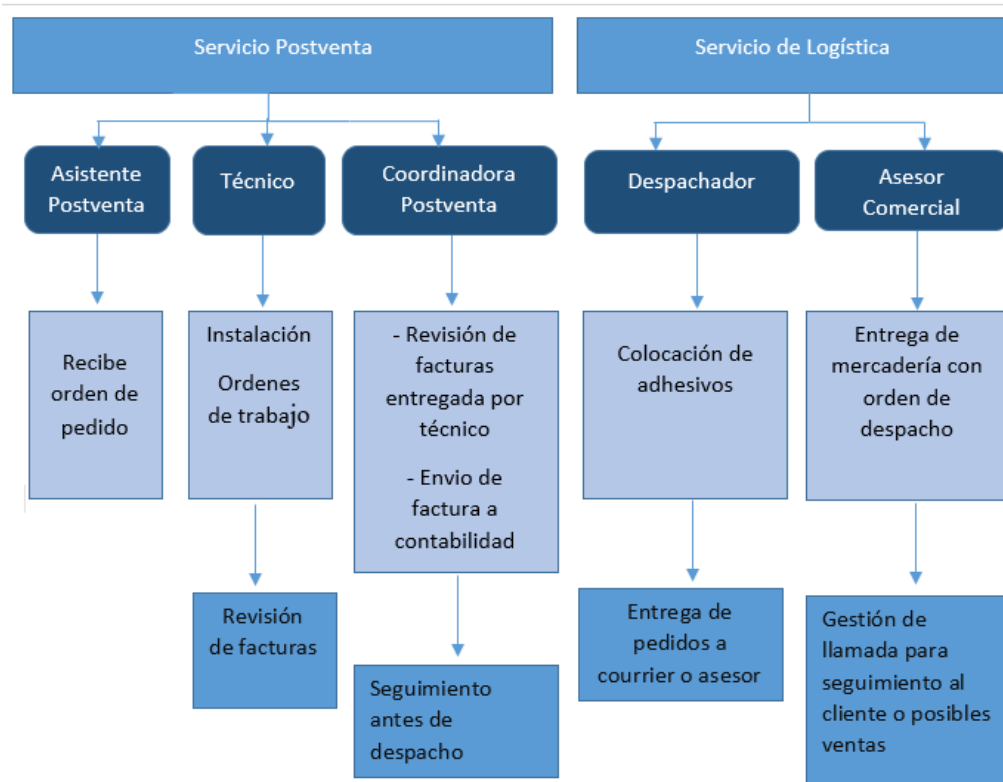 Servicio Postventa
Servicio de Logística
Asistente
Postventa
Técnico
Coordinadora
Postventa
Despachador
Asesor
Comercial
Recibe
orden de
pedido
Instalación
Ordenes
de trabajo
- Revisión de
facturas
entregada por
técnico
- Envio de
factura a
contabilidad
Colocación de
adhesivos
Entrega de
mercadería con
orden de
despacho
Revisión
de facturas
Seguimiento
antes de
despacho
Entrega de
pedidos a
courrier o asesor
Gestión de
llamada para
seguimiento al
cliente o posibles
ventas